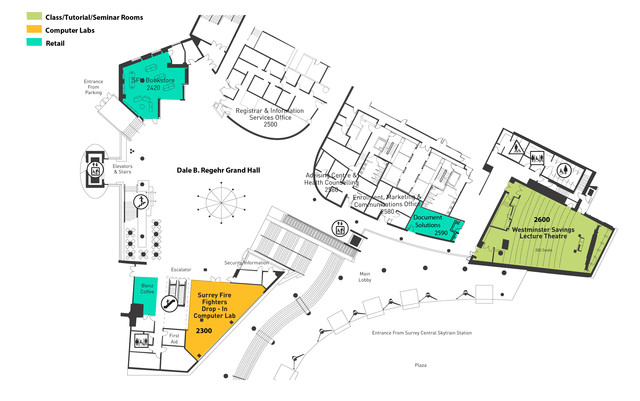 Class/Tutorial/Seminar Rooms
Computer Labs
Retail
Entrance
From
Parking
SFU Bookstore
2420
Registrar & Information
Services Office
2500
Elevators
& Stairs
Dale B. Regehr Grand Hall
Advising Centre &
Health Counselling
2560
Enrolment, Marketing &
Communications Office
2580
Document
Solutions
2590
2600
Westminster Savings
Lecture Theatre
Security/Information
Escalator
Main
Lobby
Blenz
Coffee
Surrey Fire
Fighters
Drop - In
Computer Lab
2300
First
Aid
Entrance From Surrey Central Skytrain Station
Plaza